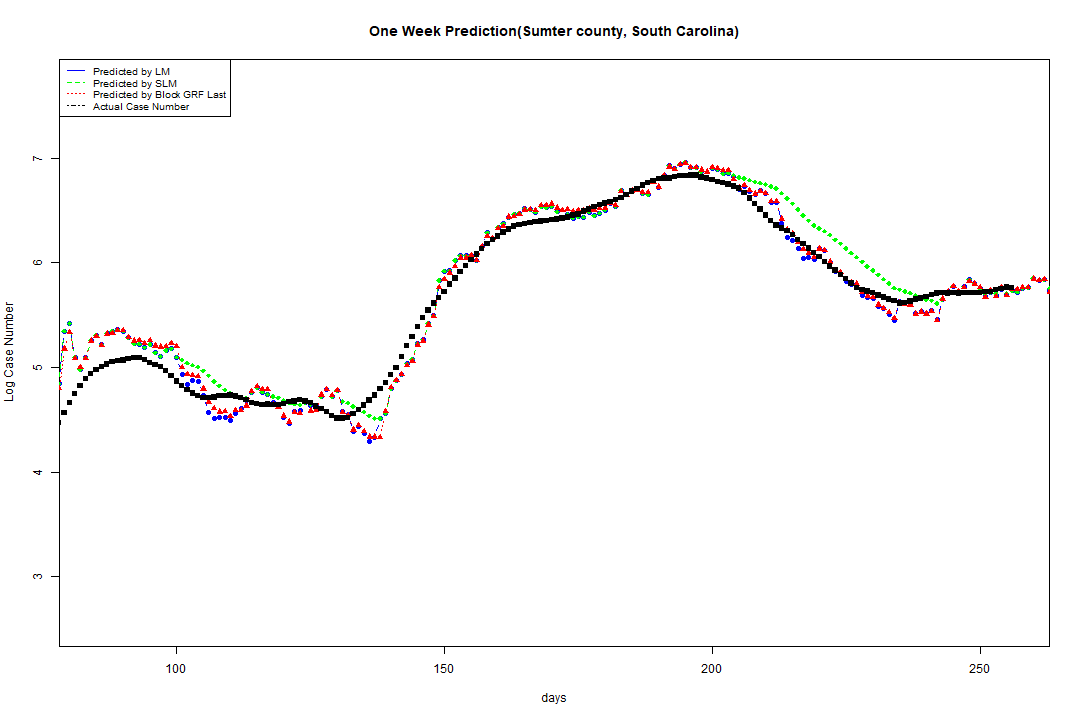 One Week Prediction(Sumter county, South Carolina)
Predicted by LM
Predicted by SLM
Predicted by Block GRF Last
Actual Case Number
Log Case Number
7
6
5
4
3
100 150 200 250
days